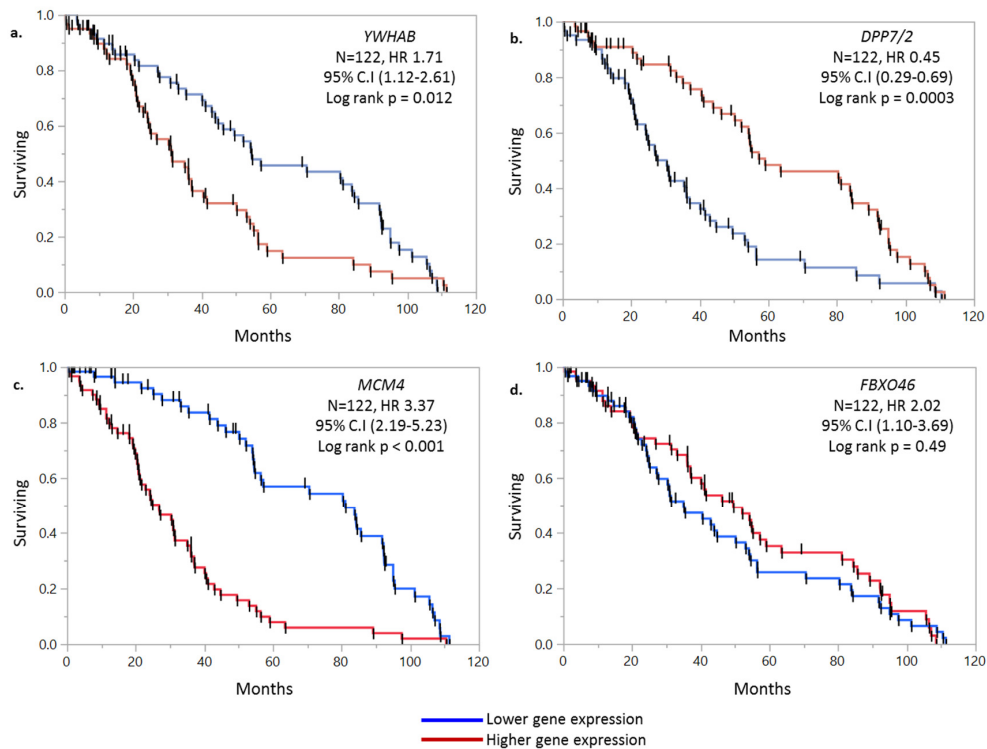 a.
YWHAB
N=122, HR 1.71
95% C.I (1.12-2.61)
Log rank p = 0.012
Surviving
1.0
0.8
0.6
0.4
0.2
0.0
0 20 40 60 80 100 120
Months
b.
DPP7/2
N=122, HR 0.45
95% C.I (0.29-0.69)
Log rank p = 0.0003
Surviving
1.0
0.8
0.6
0.4
0.2
0.0
0 20 40 60 80 100 120
Months
c.
MCM4
N=122, HR 3.37
95% C.I (2.19-5.23)
Log rank p < 0.001
Surviving
1.0
0.8
0.6
0.4
0.2
0.0
0 20 40 60 80 100 120
Months
d.
FBXO46
N=122, HR 2.02
95% C.I (1.10-3.69)
Log rank p = 0.49
Surviving
1.0
0.8
0.6
0.4
0.2
0.0
0 20 40 60 80 100 120
Months
Lower gene expression
Higher gene expression